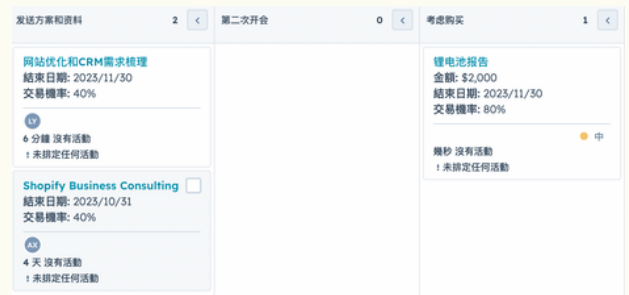 发送方案和资料 2 <
网站优化和CRM需求梳理
結束日期: 2023/11/30
交易機率: 40%
LY
6 分鐘 沒有活動
! 未排定任何活動
Shopify Business Consulting
結束日期: 2023/10/31
交易機率: 40%
AX
4 天 沒有活動
! 未排定任何活動
第二次开会 0 <
考虑购买 1 <
锂电池报告
金額: $2,000
結束日期: 2023/11/30
交易機率: 80%
中
幾秒 沒有活動
! 未排定任何活動